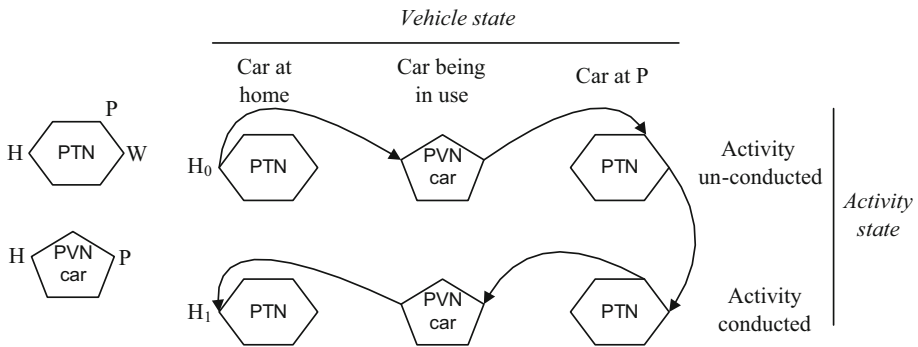 Vehicle state
Car at
home
Car being
in use
Car at P
P
H
PTN
W
H
PVN
car
P
H0
PTN
PVN
car
PTN
Activity
un-conducted
H1
PTN
PVN
car
PTN
Activity
conducted
Activity
state